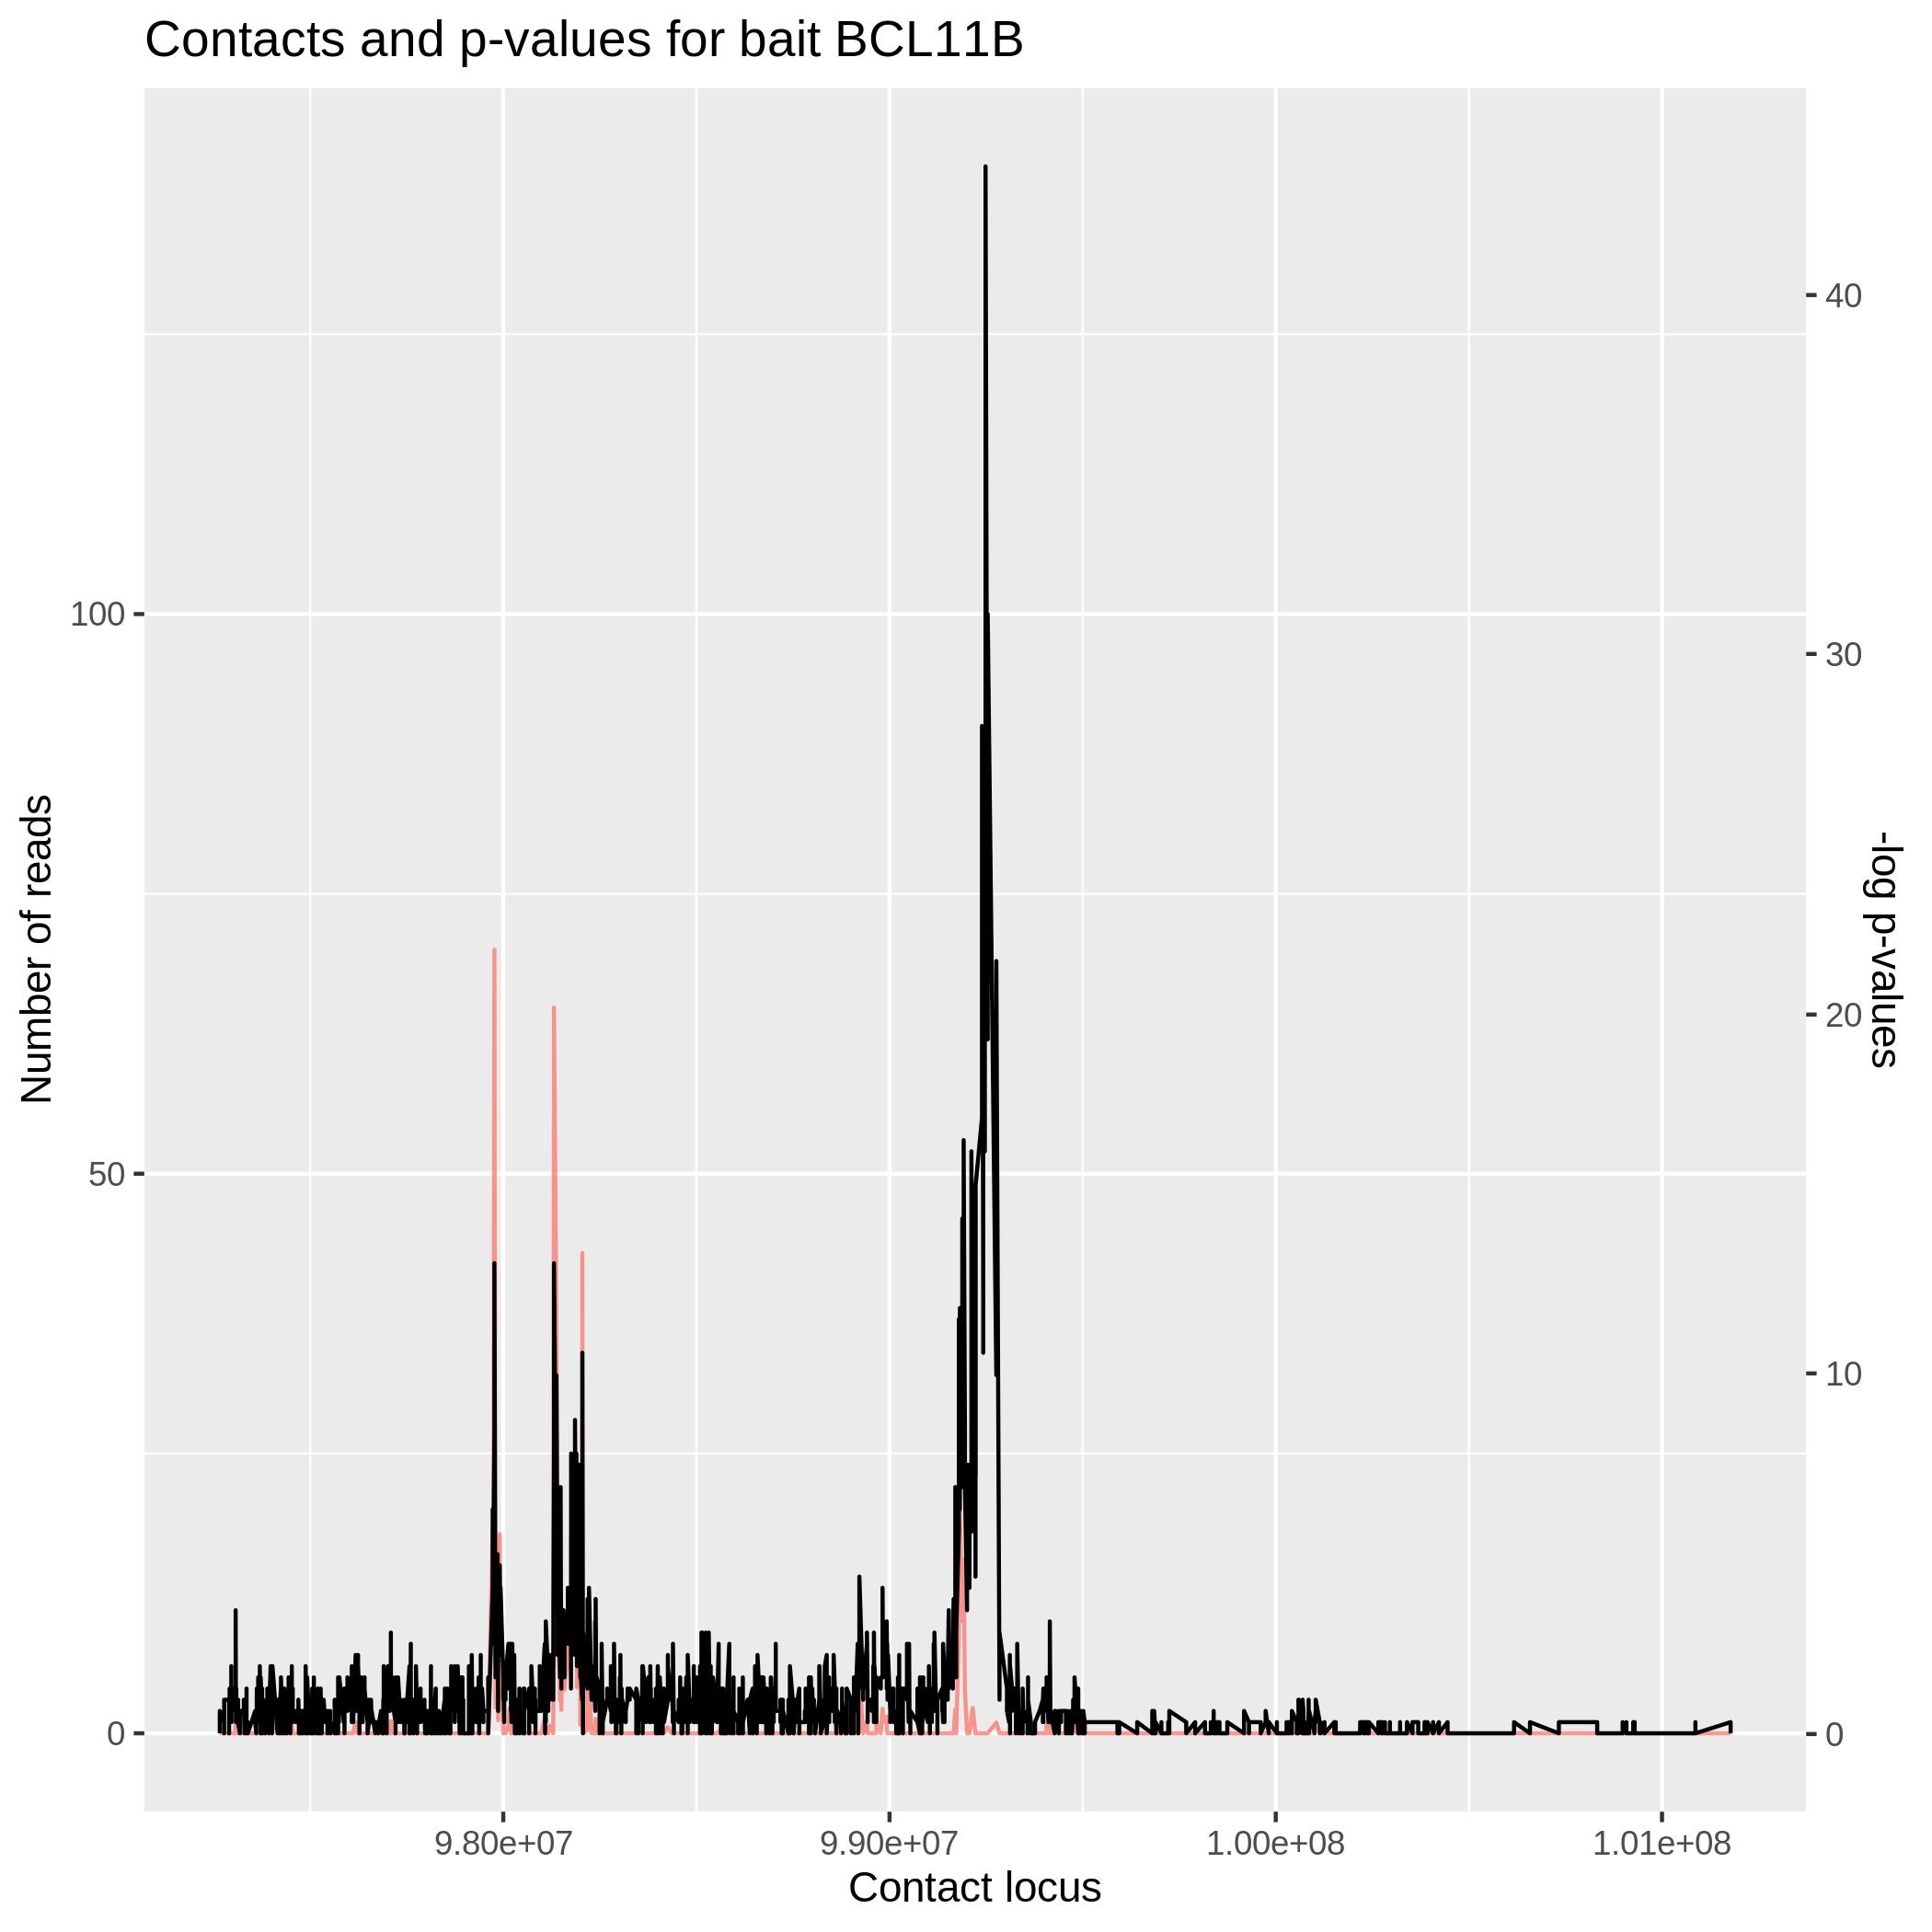 Contacts and p-values for bait BCL11B
Number of reads
100
50
0
40
30
20
10
0
-log p-values
9.80e+07
9.90e+07
1.00e+08
1.01e+08
Contact locus